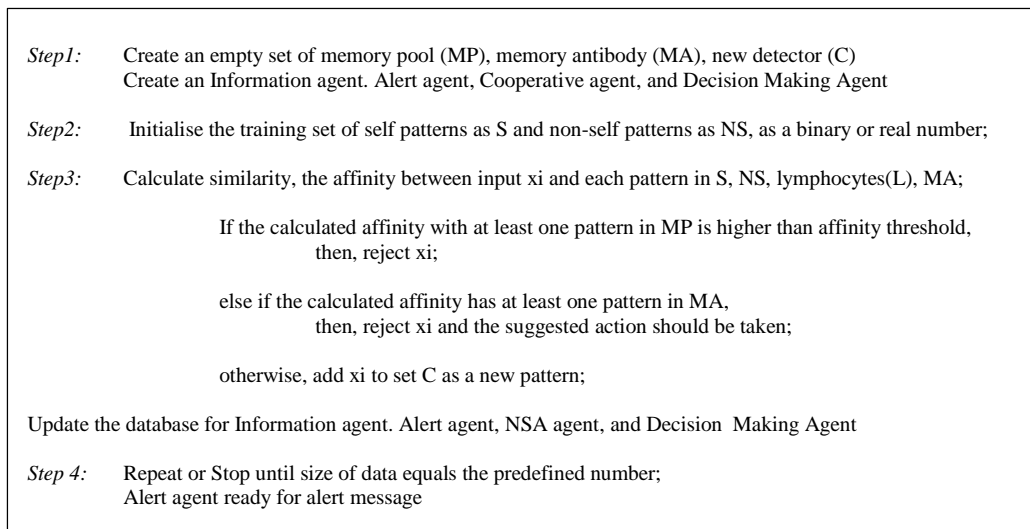 Step1: Create an empty set of memory pool (MP), memory antibody (MA), new detector (C)
Create an Information agent. Alert agent, Cooperative agent, and Decision Making Agent
Step2: Initialise the training set of self patterns as S and non-self patterns as NS, as a binary or real number;
Step3: Calculate similarity, the affinity between input xi and each pattern in S, NS, lymphocytes(L), MA;
If the calculated affinity with at least one pattern in MP is higher than affinity threshold,
then, reject xi;
else if the calculated affinity has at least one pattern in MA,
then, reject xi and the suggested action should be taken;
otherwise, add xi to set C as a new pattern;
Update the database for Information agent. Alert agent, NSA agent, and Decision Making Agent
Step 4: Repeat or Stop until size of data equals the predefined number;
Alert agent ready for alert message